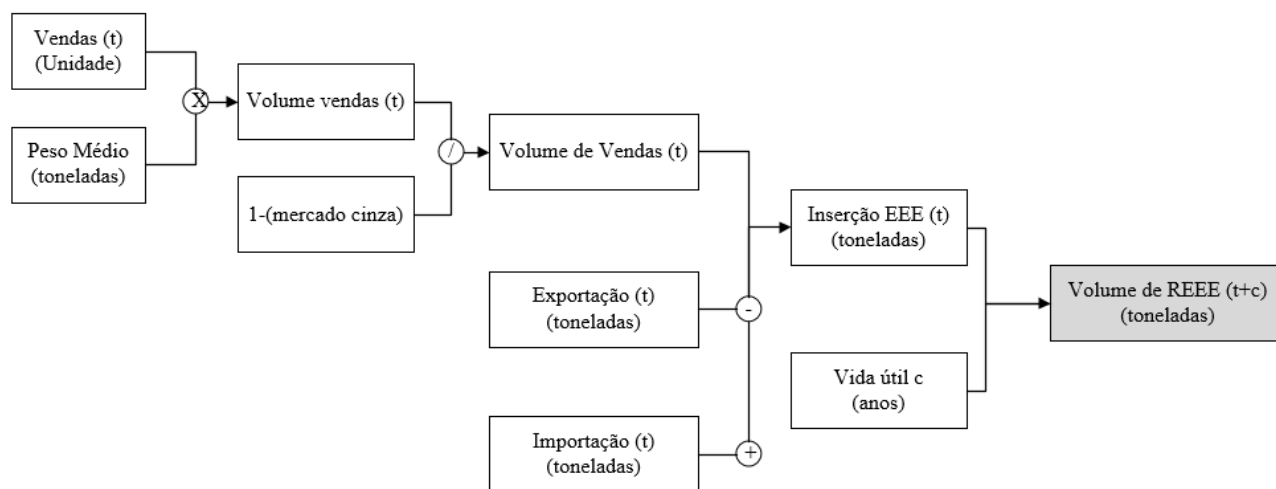 Vendas (t)
(Unidade)
Peso Médio
(toneladas)
X
Volume vendas (t)
1-(mercado cinza)
/
Volume de Vendas (t)
Exportação (t)
(toneladas)
-
Importação (t)
(toneladas)
+
Inserção EEE (t)
(toneladas)
Vida útil c
(anos)
Volume de REEE (t+c)
(toneladas)